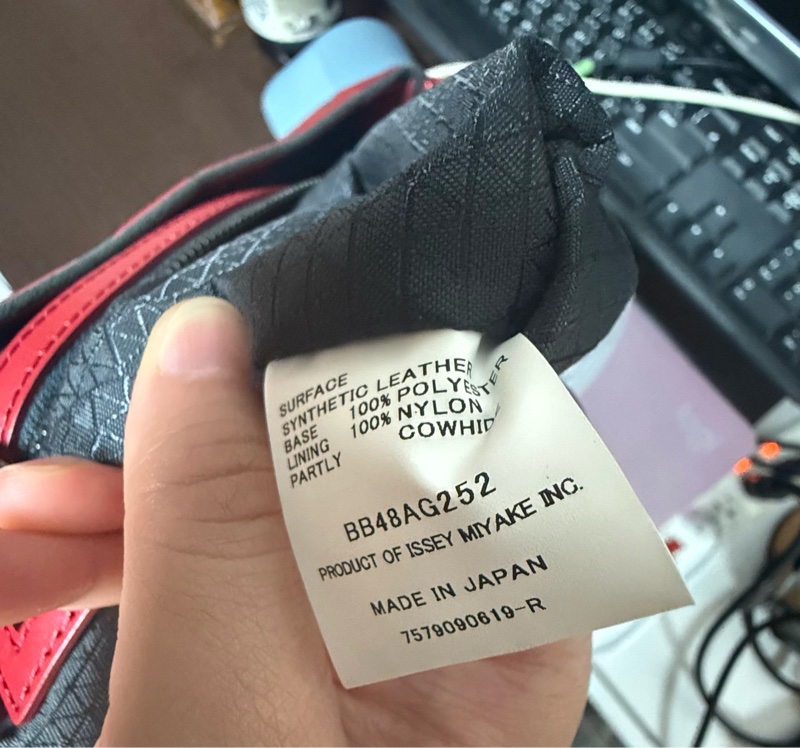 SURFACE
SYNTHETIC LEATHER
BASE 100% POLYESTER
LINING 100% NYLON
PARTLY COWHID
BB48AG252
PRODUCT OF ISSEY MIYAKE INC.
MADE IN JAPAN
7579090619-R